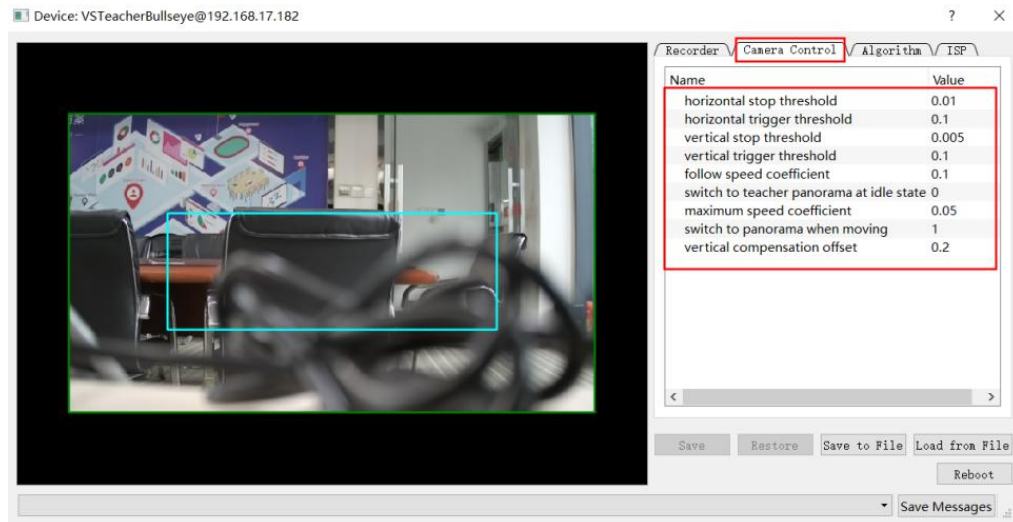 Device: VSTeacherBullseye@192.168.17.182
Recorder Camera Control Algorithm ISP
Name Value
horizontal stop threshold 0.01
horizontal trigger threshold 0.1
vertical stop threshold 0.005
vertical trigger threshold 0.1
follow speed coefficient 0.1
switch to teacher panorama at idle state 0
maximum speed coefficient 0.05
switch to panorama when moving 1
vertical compensation offset 0.2
Save Restore Save to File Load from File
Reboot
Save Messages